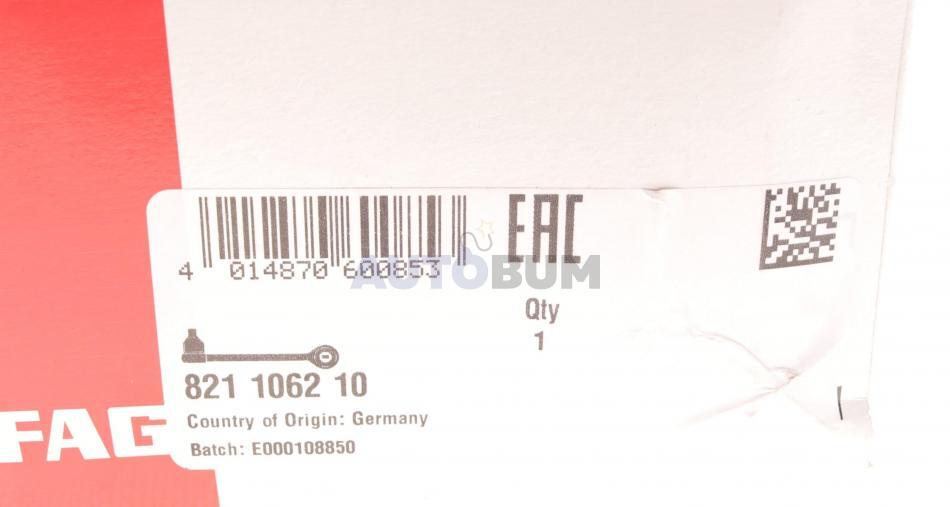 EAC
4 014870 600853
AUTOBUM
Qty
1
821 1062 10
Country of Origin: Germany
FAG
Batch: E000108850